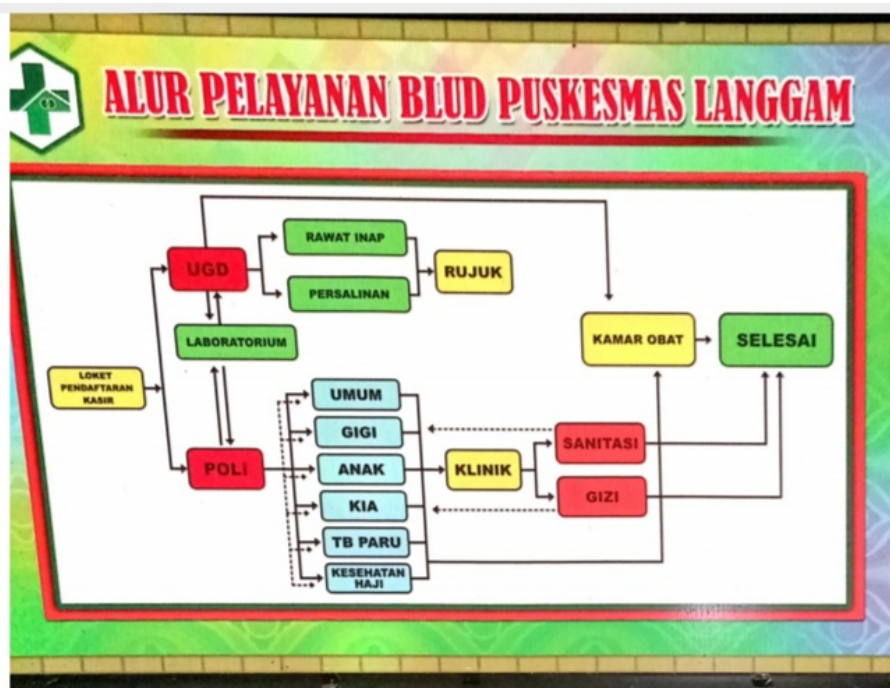 ALUR PELAYANAN BLUD PUSKESMAS LANGGAM
RAWAT INAP
UGD
RUJUK
PERSALINAN
LABORATORIUM
KAMAR OBAT
SELESAI
LOKET
PENDAFTARAN
KASIR
UMUM
GIGI
SANITASI
POLi
ANAK
KLINIK
GIZI
KIA
TB PARU
KESEHATAN
HAJI